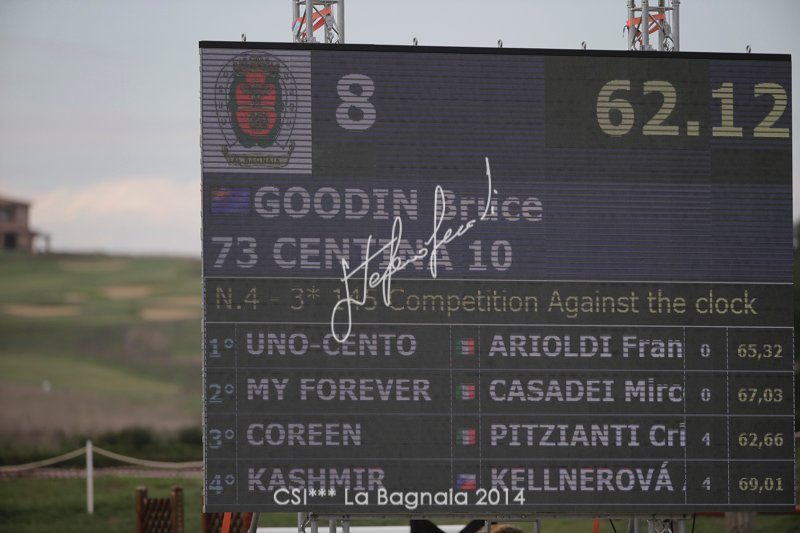 8 62.12
LA BAGNAIA
GOODIN Bruce
73 CENTINA 10
N.4 - 3* 145 Competition Against the clock
1° UNO-CENTO ARIOLDI Fran 0 65,32
2° MY FOREVER CASADEI Mirc 0 67,03
3° COREEN PITZIANTI Cri 4 62,66
4° KASHMIR KELLNEROVÁ 4 69,01
CSI*** La Bagnaia 2014